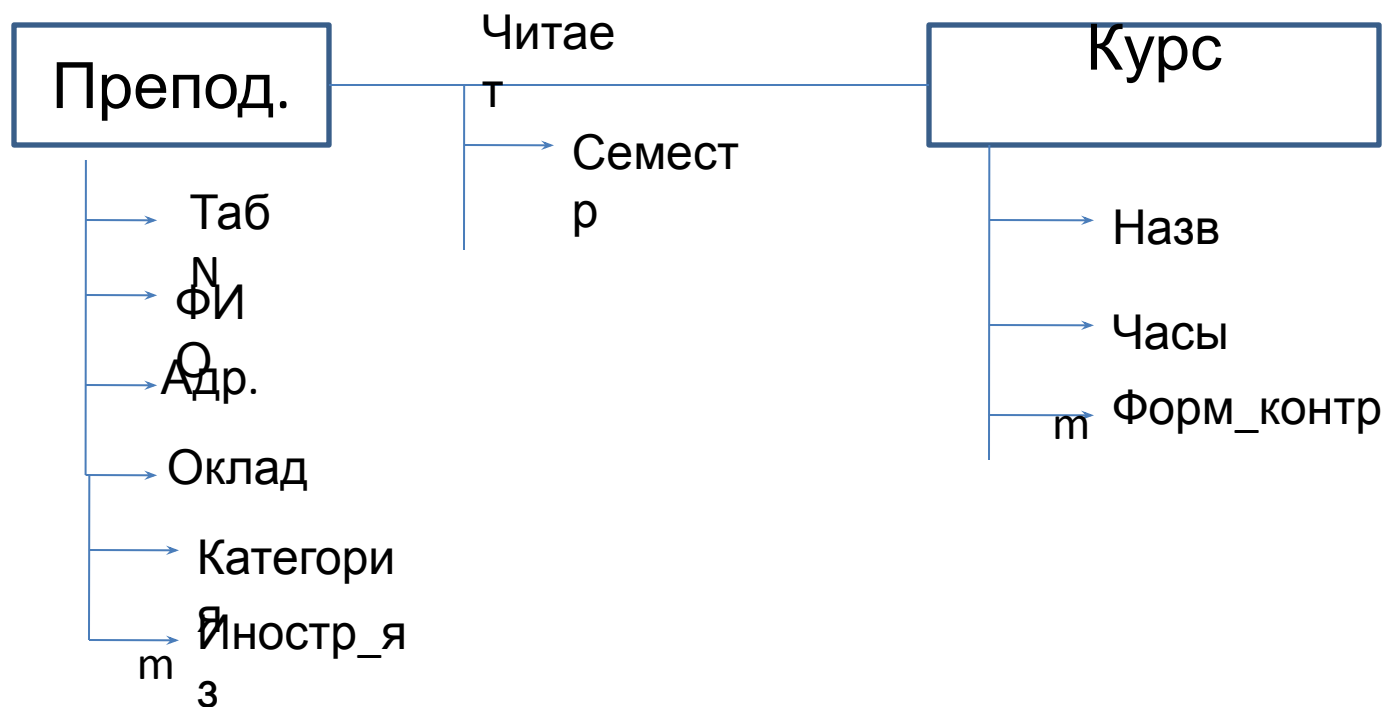 Препод.
Читае
т
Курс
Семест
р
Таб
N
ФИ
О
Адр.
Оклад
Категори
я
Иностр_я
з
m
Назв
Часы
Форм_контр
m